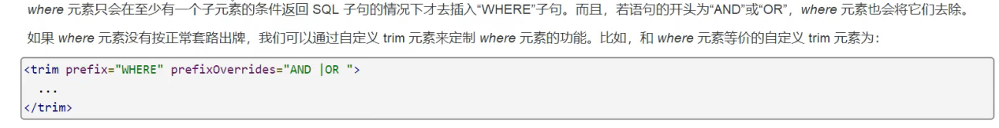 where 元素只会在至少有一个子元素的条件返回 SQL 子句的情况下才去插入“WHERE”子句。而且，若语句的开头为“AND”或“OR”，where 元素也会将它们去除。
如果 where 元素没有按正常套路出牌，我们可以通过自定义 trim 元素来定制 where 元素的功能。比如，和 where 元素等价的自定义 trim 元素为：
<trim prefix="WHERE" prefixOverrides="AND |OR ">
  ...
</trim>